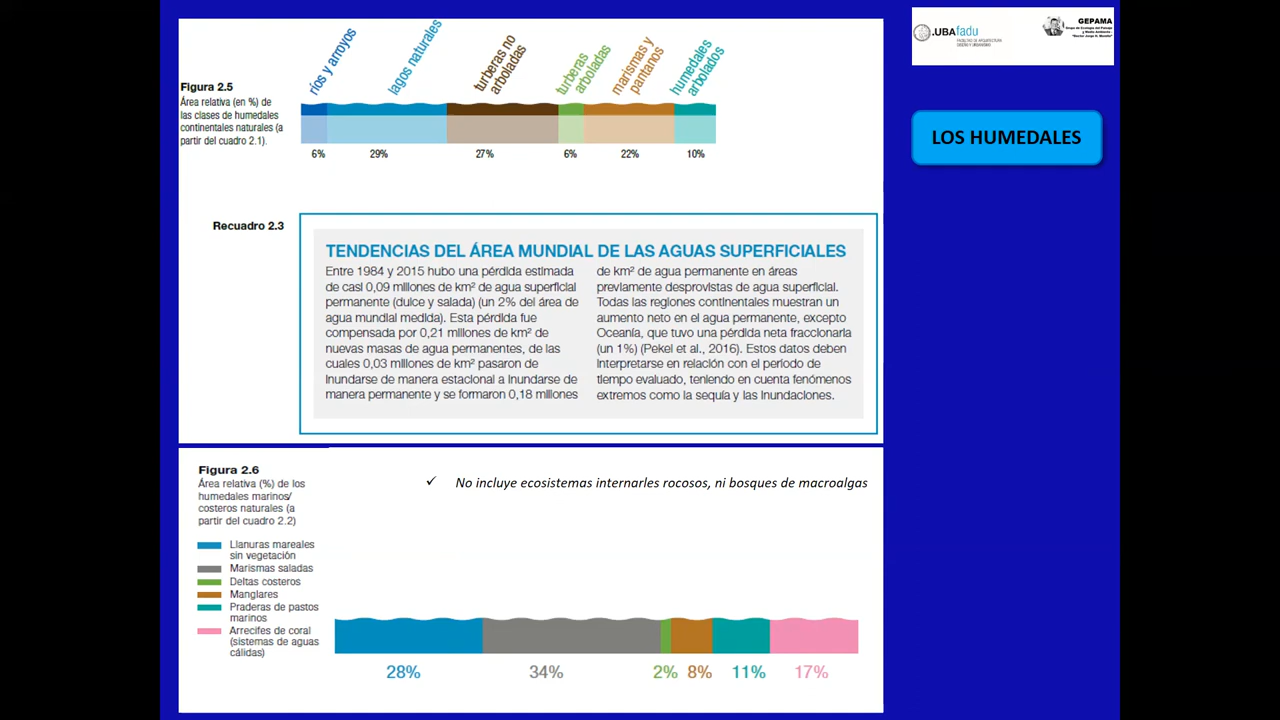 .UBAfadu
FACULTAD DE ARQUITECTURA
DISEÑO Y URBANISMO
GEPAMA
Grupo de Ecología del Paisaje
y Medio Ambiente
LOS HUMEDALES
ríos y arroyos
lagos naturales
turberas no
arboladas
turberas
arboladas
marismas y
pantanos
humedales
arbolados
Figura 2.5
Área relativa (en %) de
las clases de humedales
continentales naturales (a
partir del cuadro 2.1).
6% 29% 27% 6% 22% 10%
Recuadro 2.3
TENDENCIAS DEL ÁREA MUNDIAL DE LAS AGUAS SUPERFICIALES
Entre 1984 y 2015 hubo una pérdida estimada
de casi 0,09 millones de km² de agua superficial
permanente (dulce y salada) (un 2% del área de
agua mundial medida). Esta pérdida fue
compensada por 0,21 millones de km² de
nuevas masas de agua permanentes, de las
cuales 0,03 millones de km² pasaron de
inundarse de manera estacional a inundarse de
manera permanente y se formaron 0,18 millones
de km² de agua permanente en áreas
previamente desprovistas de agua superficial.
Todas las regiones continentales muestran un
aumento neto en el agua permanente, excepto
Oceanía, que tuvo una pérdida neta fraccionaria
(un 1%) (Pekel et al., 2016). Estos datos deben
interpretarse en relación con el período de
tiempo evaluado, teniendo en cuenta fenómenos
extremos como la sequía y las inundaciones.
Figura 2.6
Área relativa (%) de los
humedales marinos/
costeros naturales (a
partir del cuadro 2.2)
✓ No incluye ecosistemas internarles rocosos, ni bosques de macroalgas
Llanuras mareales
sin vegetación
Marismas saladas
Deltas costeros
Manglares
Praderas de pastos
marinos
Arrecifes de coral
(sistemas de aguas
cálidas)
28% 34% 2% 8% 11% 17%